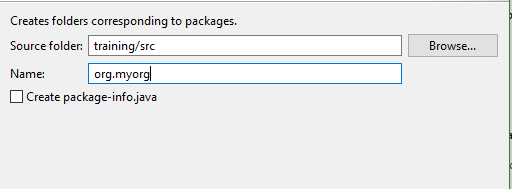 Creates folders corresponding to packages.
Source folder: training/src Browse...
Name: org.myorg
Create package-info.java